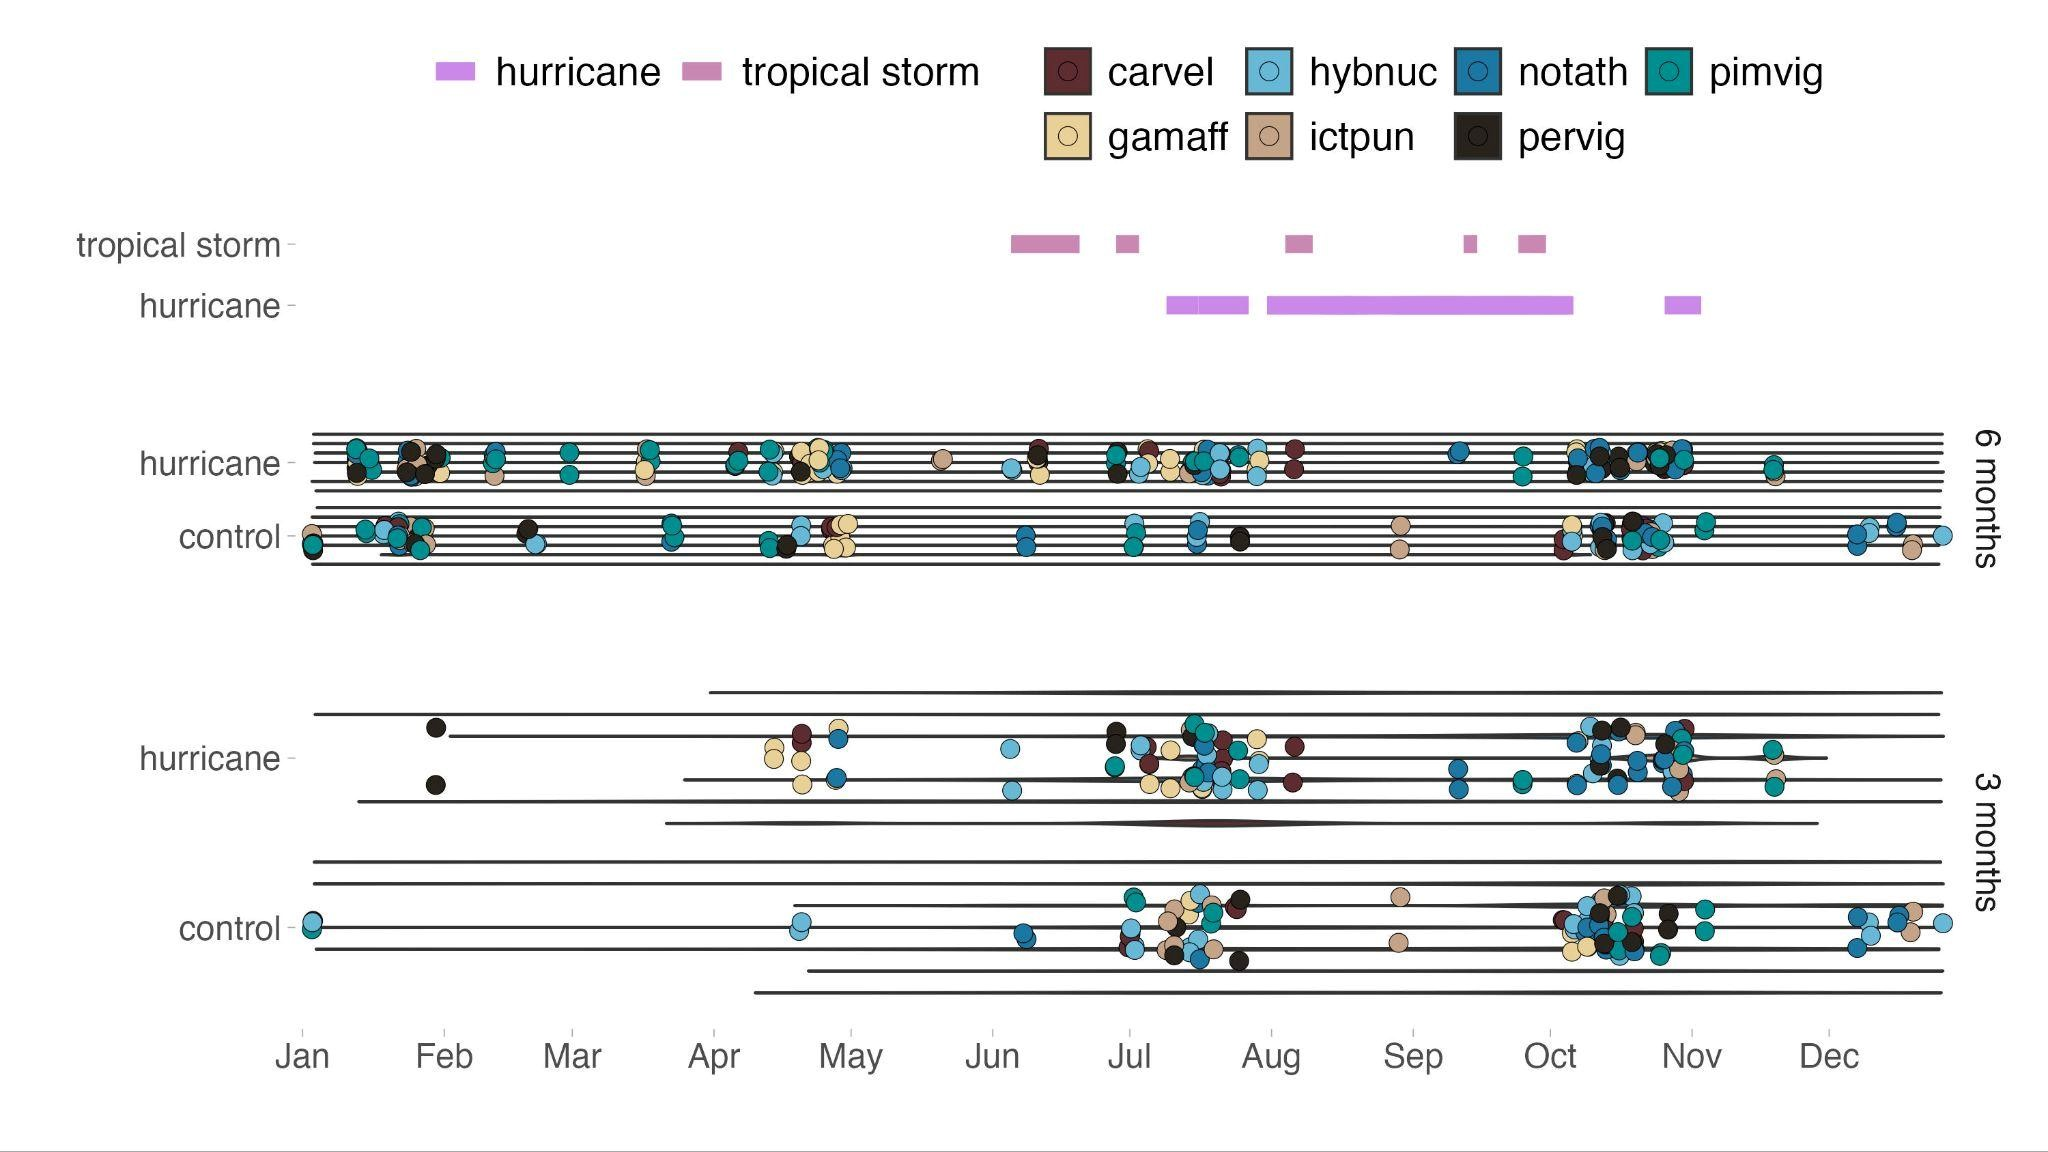 hurricane tropical storm carvel hybnuc notath pimvig
gamaff ictpun pervig
tropical storm
hurricane
hurricane
control
6 months
hurricane
control
3 months
Jan Feb Mar Apr May Jun Jul Aug Sep Oct Nov Dec